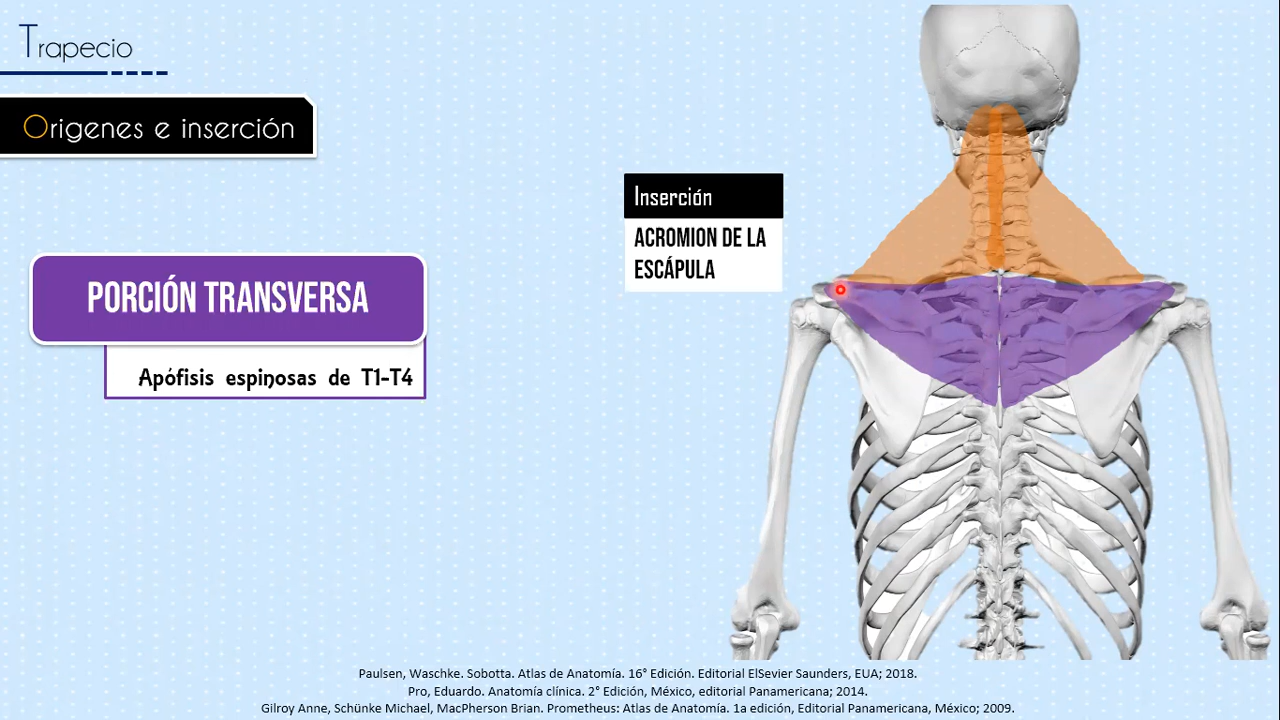 Trapecio
Origenes e inserción
Inserción
ACROMION DE LA
ESCÁPULA
PORCIÓN TRANSVERSA
Apófisis espinosas de T1-T4
Paulsen, Waschke. Sobotta. Atlas de Anatomía. 16° Edición. Editorial ElSevier Saunders, EUA; 2018.
Pro, Eduardo. Anatomía clínica. 2° Edición, México, editorial Panamericana; 2014.
Gilroy Anne, Schünke Michael, MacPherson Brian. Prometheus: Atlas de Anatomía. 1a edición, Editorial Panamericana, México; 2009.